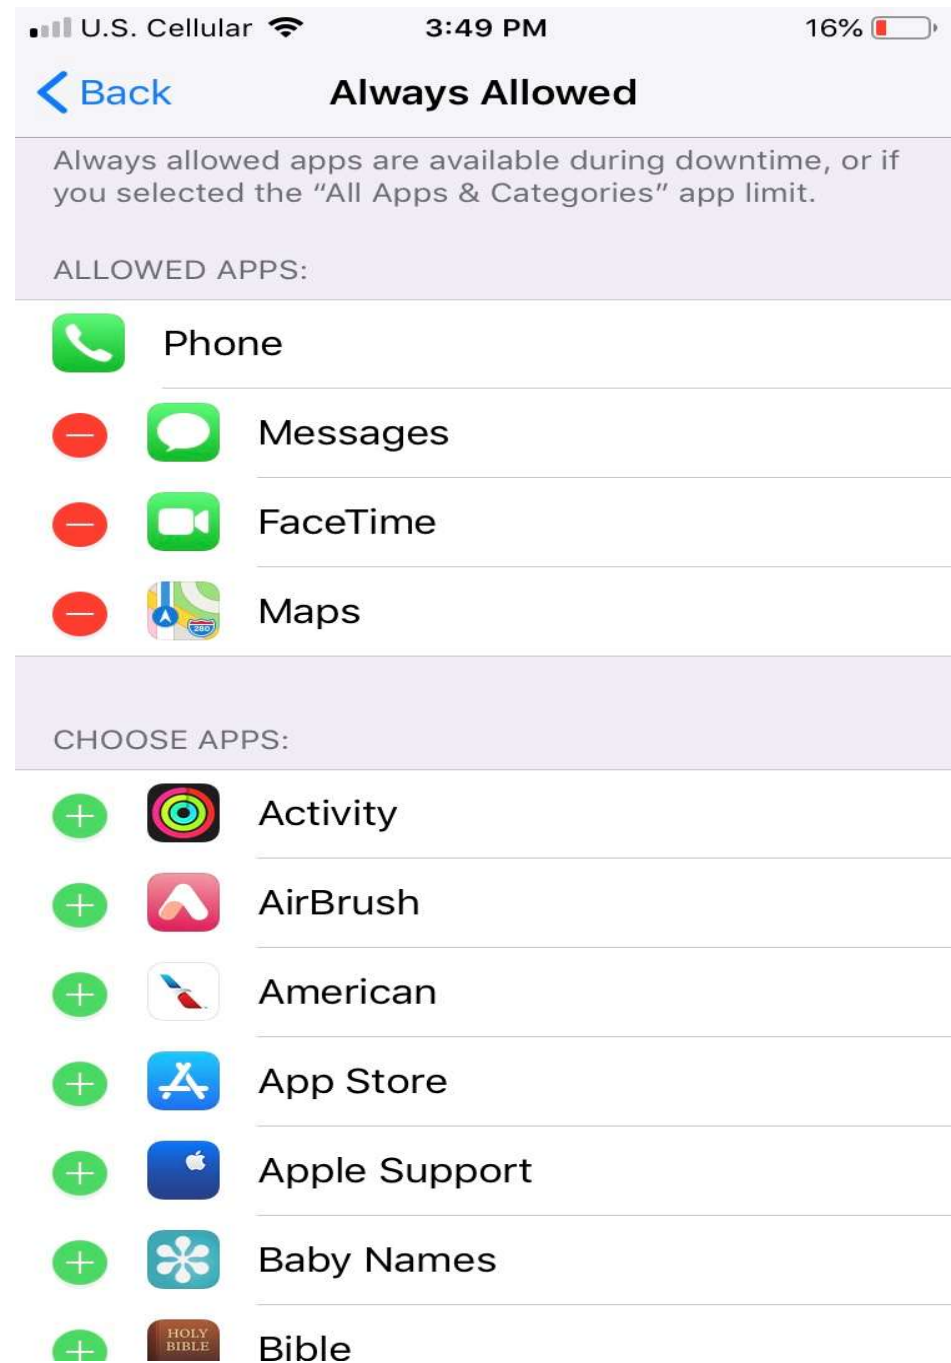 U.S. Cellular 3:49 PM 16%
Back Always Allowed
Always allowed apps are available during downtime, or if
you selected the “All Apps & Categories” app limit.
ALLOWED APPS:
Phone
Messages
FaceTime
280
Maps
CHOOSE APPS:
Activity
AirBrush
American
App Store
Apple Support
Baby Names
HOLY
BIBLE
Bible